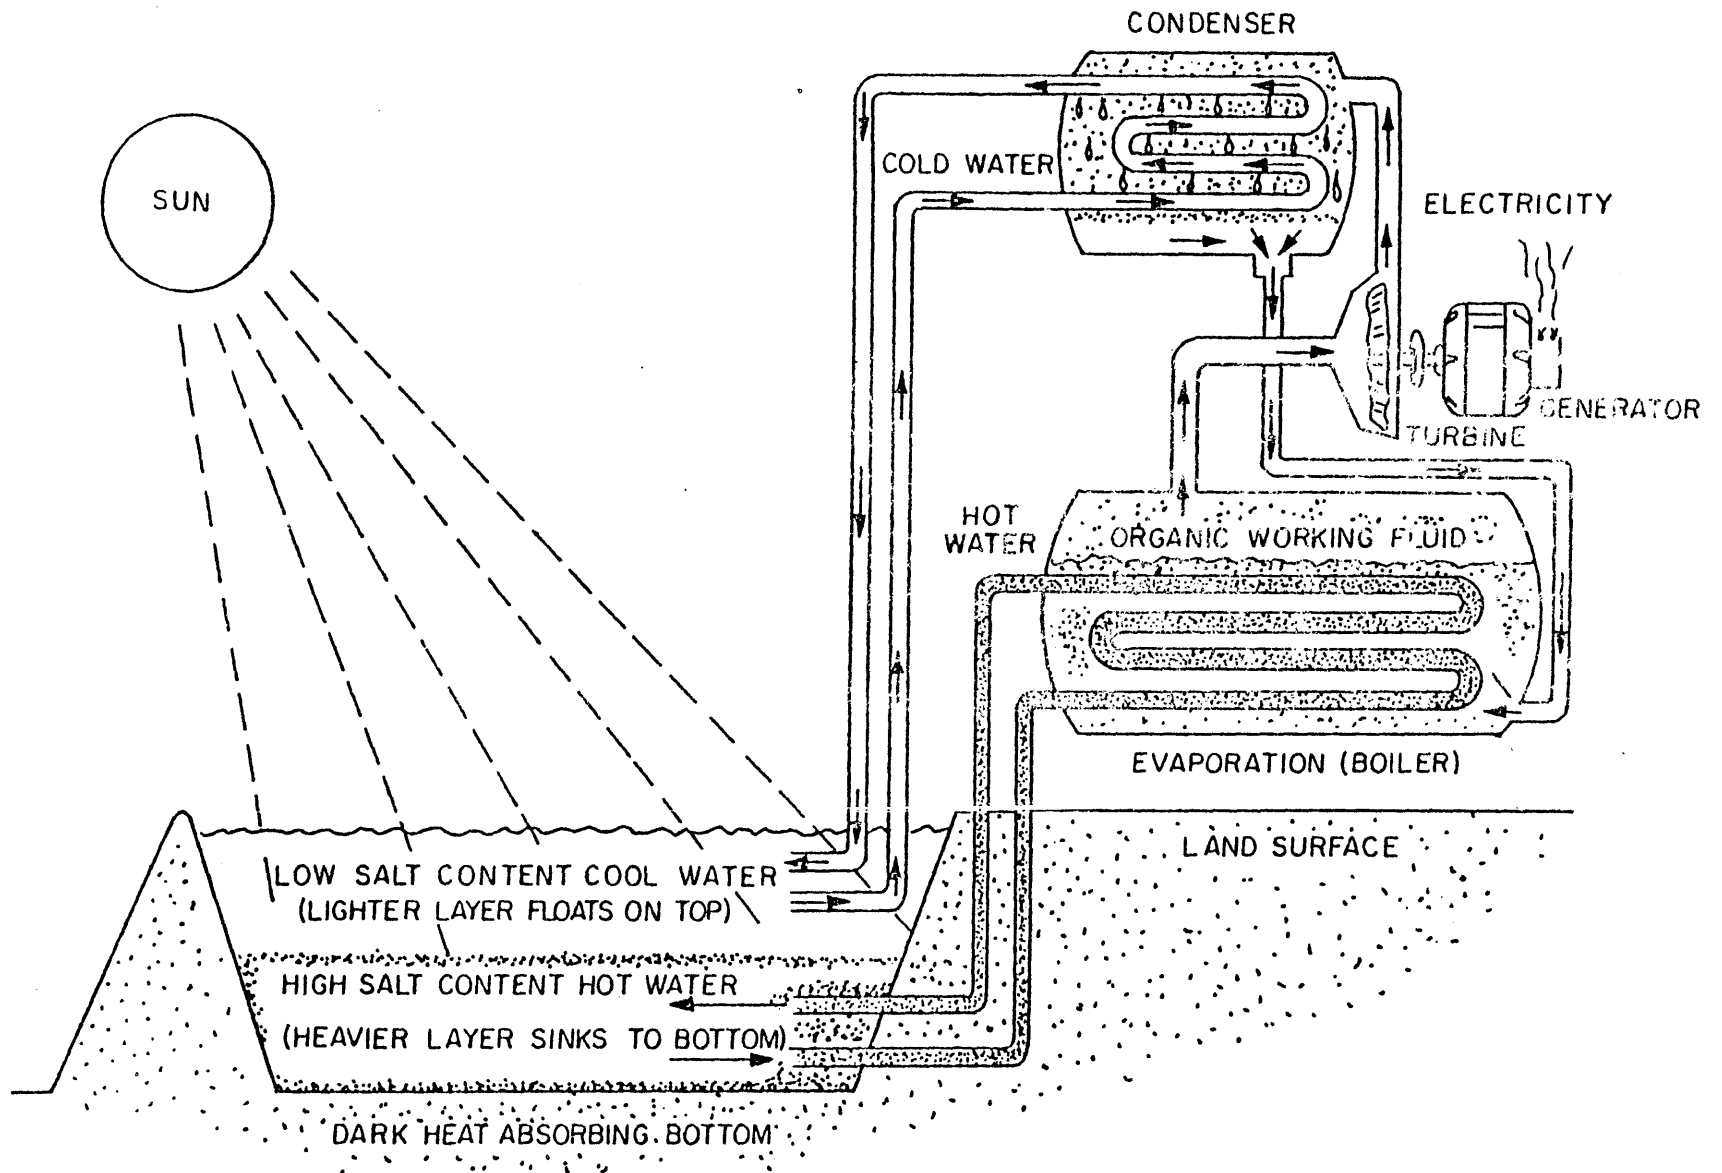 CONDENSER
SUN
COLD WATER
ELECTRICITY
GENERATOR
TURBINE
HOT
WATER
ORGANIC WORKING FLUID
EVAPORATION (BOILER)
LAND SURFACE
LOW SALT CONTENT COOL WATER
(LIGHTER LAYER FLOATS ON TOP)
HIGH SALT CONTENT HOT WATER
(HEAVIER LAYER SINKS TO BOTTOM)
DARK HEAT ABSORBING BOTTOM